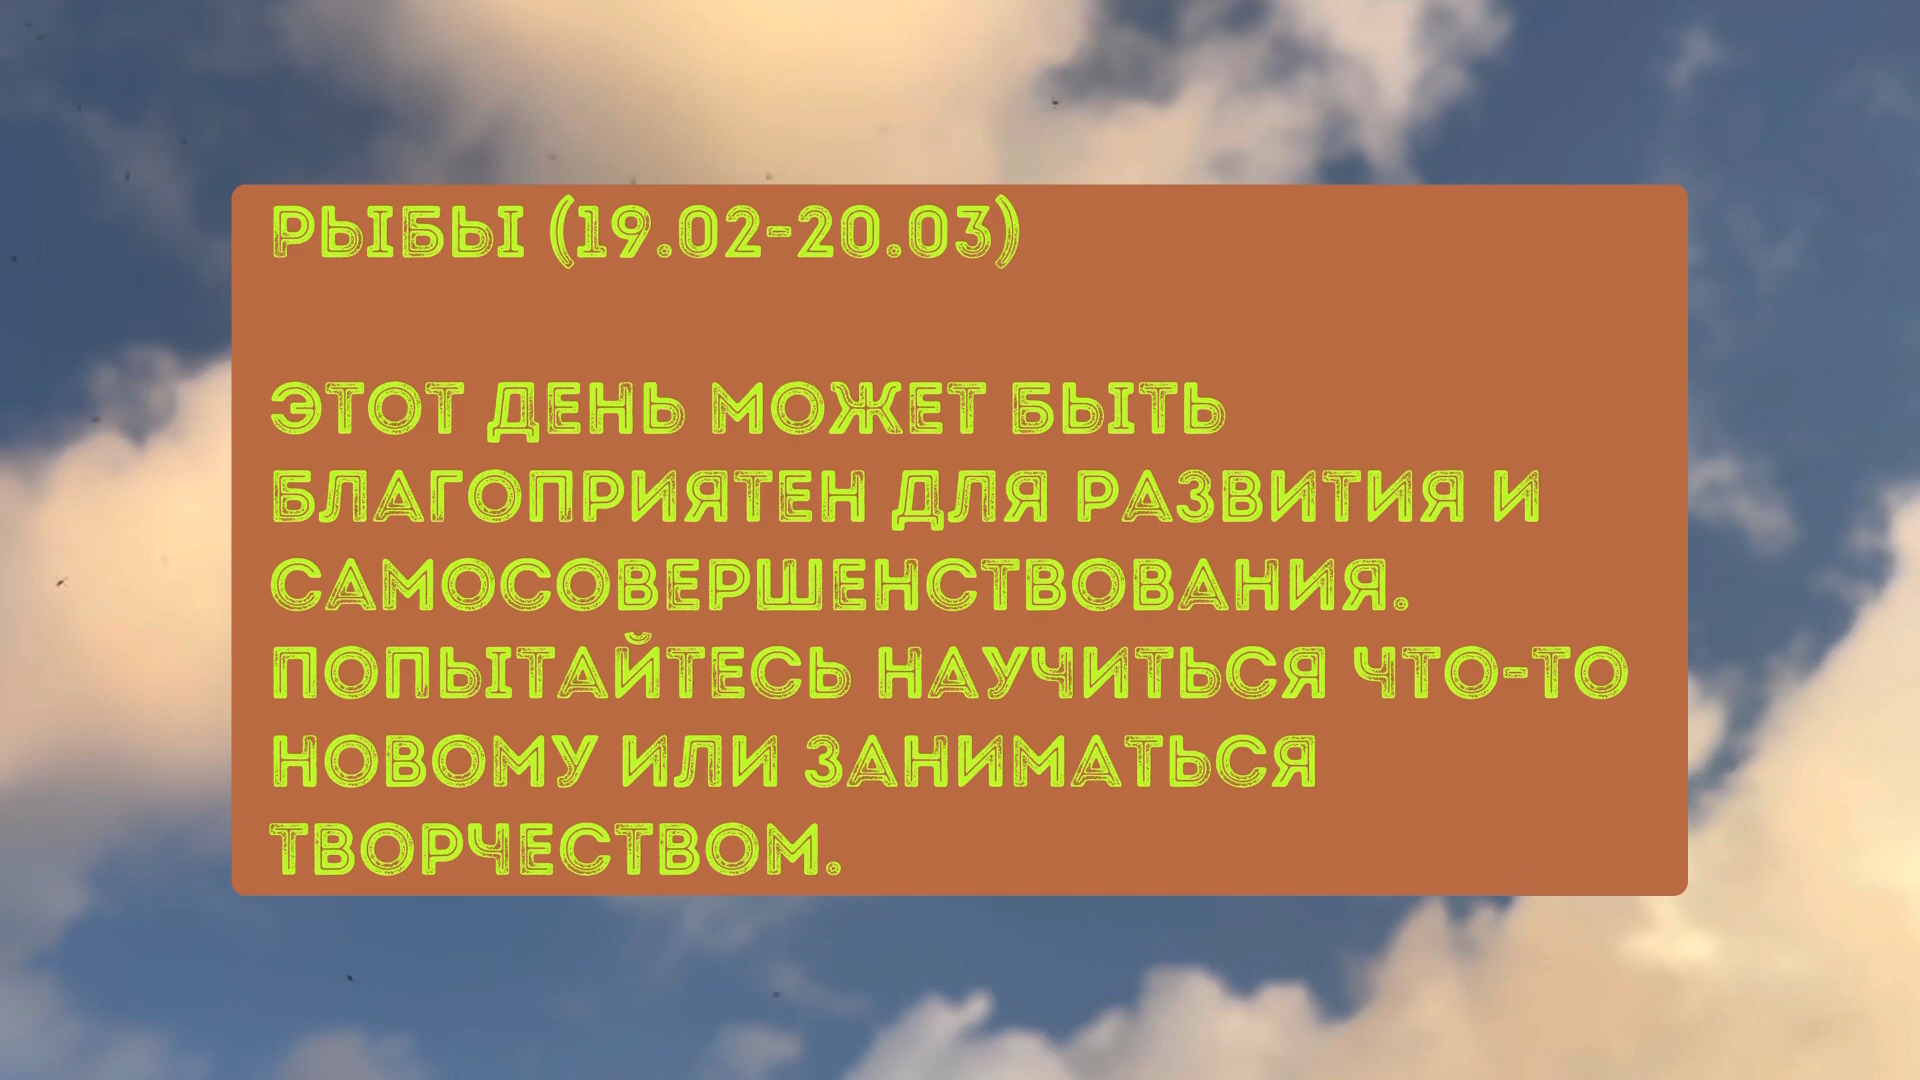 РЫБЫ (19.02-20.03)
ЭТОТ ДЕНЬ МОЖЕТ БЫТЬ
БЛАГОПРИЯТЕН ДЛЯ РАЗВИТИЯ И
САМОСОВЕРШЕНСТВОВАНИЯ.
ПОПЫТАЙТЕСЬ НАУЧИТЬСЯ ЧТО-ТО
НОВОМУ ИЛИ ЗАНИМАТЬСЯ
ТВОРЧЕСТВОМ.